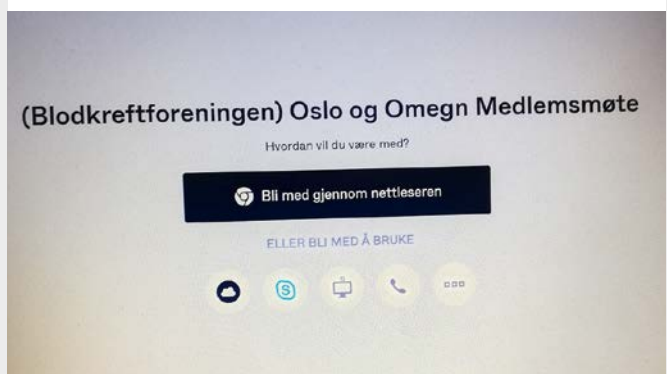 (Blodkreftforeningen) Oslo og Omegn Medlemsmøte
Hvordan vil du være med?
Bli med gjennom nettleseren
ELLER BLI MED Å BRUKE